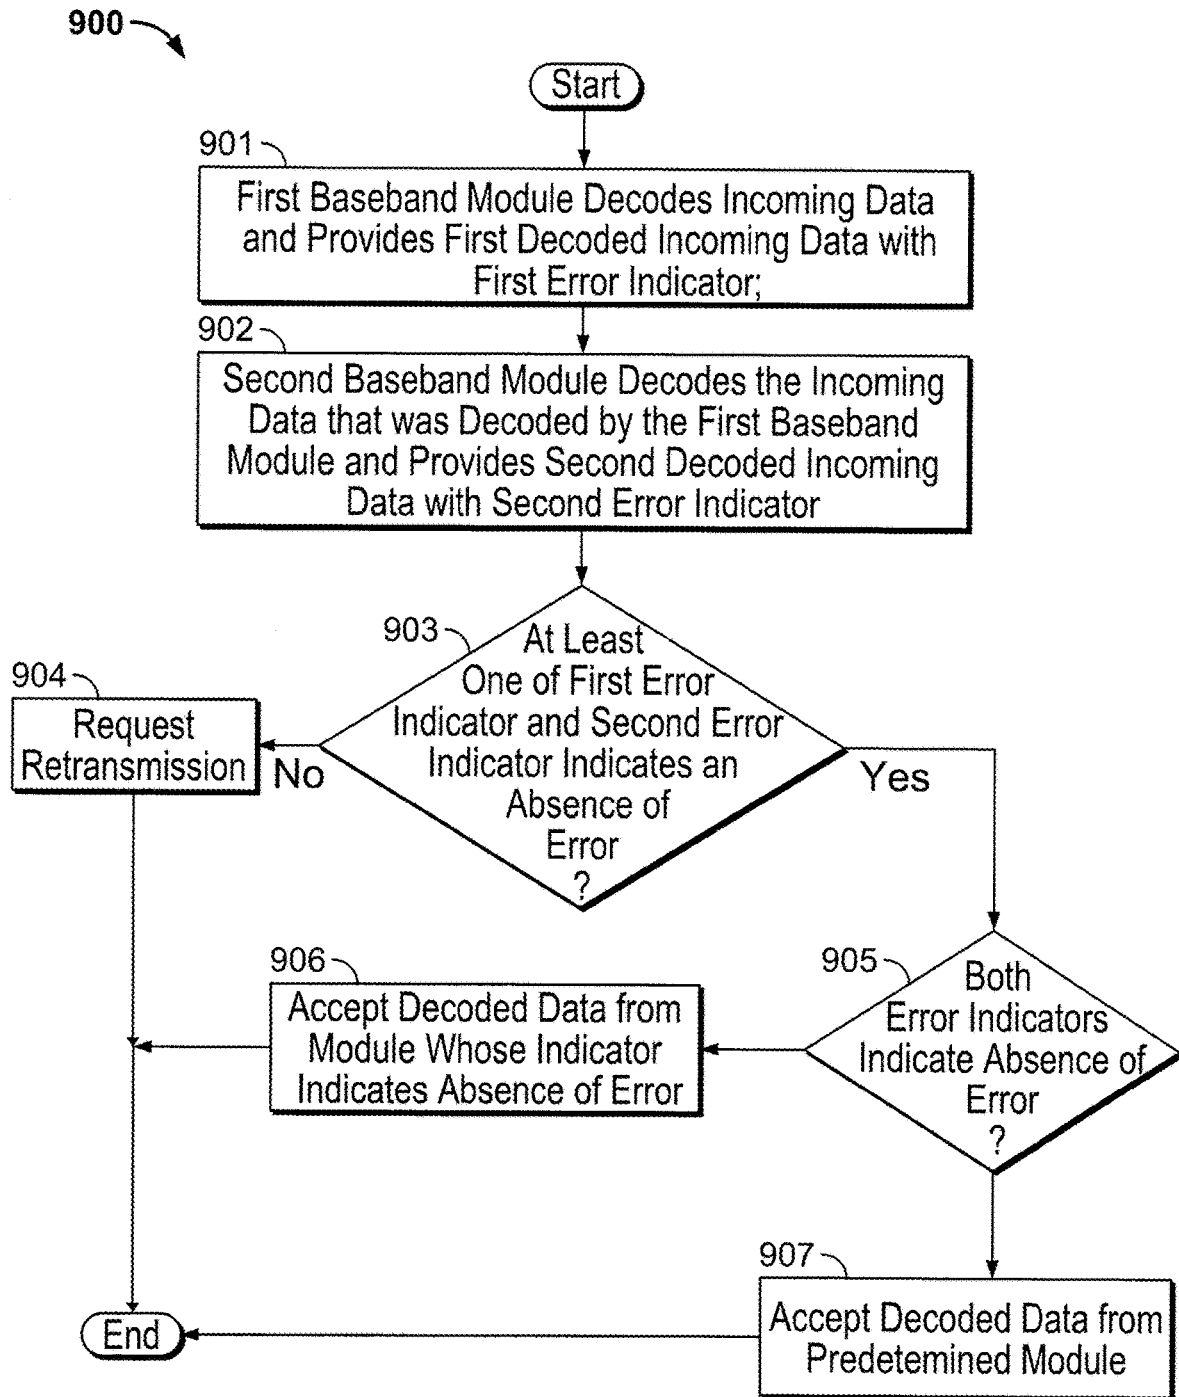 900
Start
901
First Baseband Module Decodes Incoming Data
and Provides First Decoded Incoming Data with
First Error Indicator;
902
Second Baseband Module Decodes the Incoming
Data that was Decoded by the First Baseband
Module and Provides Second Decoded Incoming
Data with Second Error Indicator
903
At Least
One of First Error
Indicator and Second Error
Indicator Indicates an
Absence of
Error
?
904
Request
Retransmission
No
Yes
905
Both
Error Indicators
Indicate Absence of
Error
?
906
Accept Decoded Data from
Module Whose Indicator
Indicates Absence of Error
907
Accept Decoded Data from
Predetemined Module
End